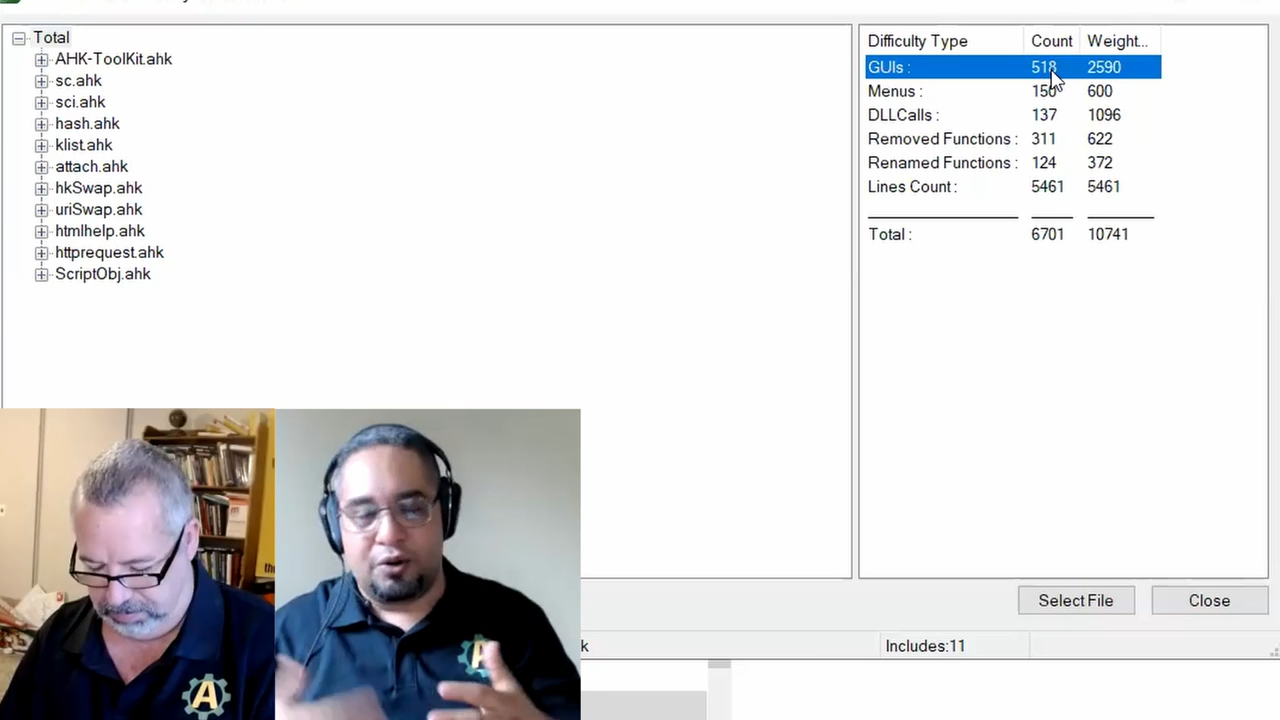 Total
AHK-ToolKit.ahk
sc.ahk
sci.ahk
hash.ahk
klist.ahk
attach.ahk
hkSwap.ahk
uriSwap.ahk
htmlhelp.ahk
httprequest.ahk
ScriptObj.ahk
Difficulty Type Count Weight...
GUIs : 518 2590
Menus : 150 600
DLLCalls : 137 1096
Removed Functions : 311 622
Renamed Functions : 124 372
Lines Count : 5461 5461
Total : 6701 10741
Select File Close
k Includes:11
A
A